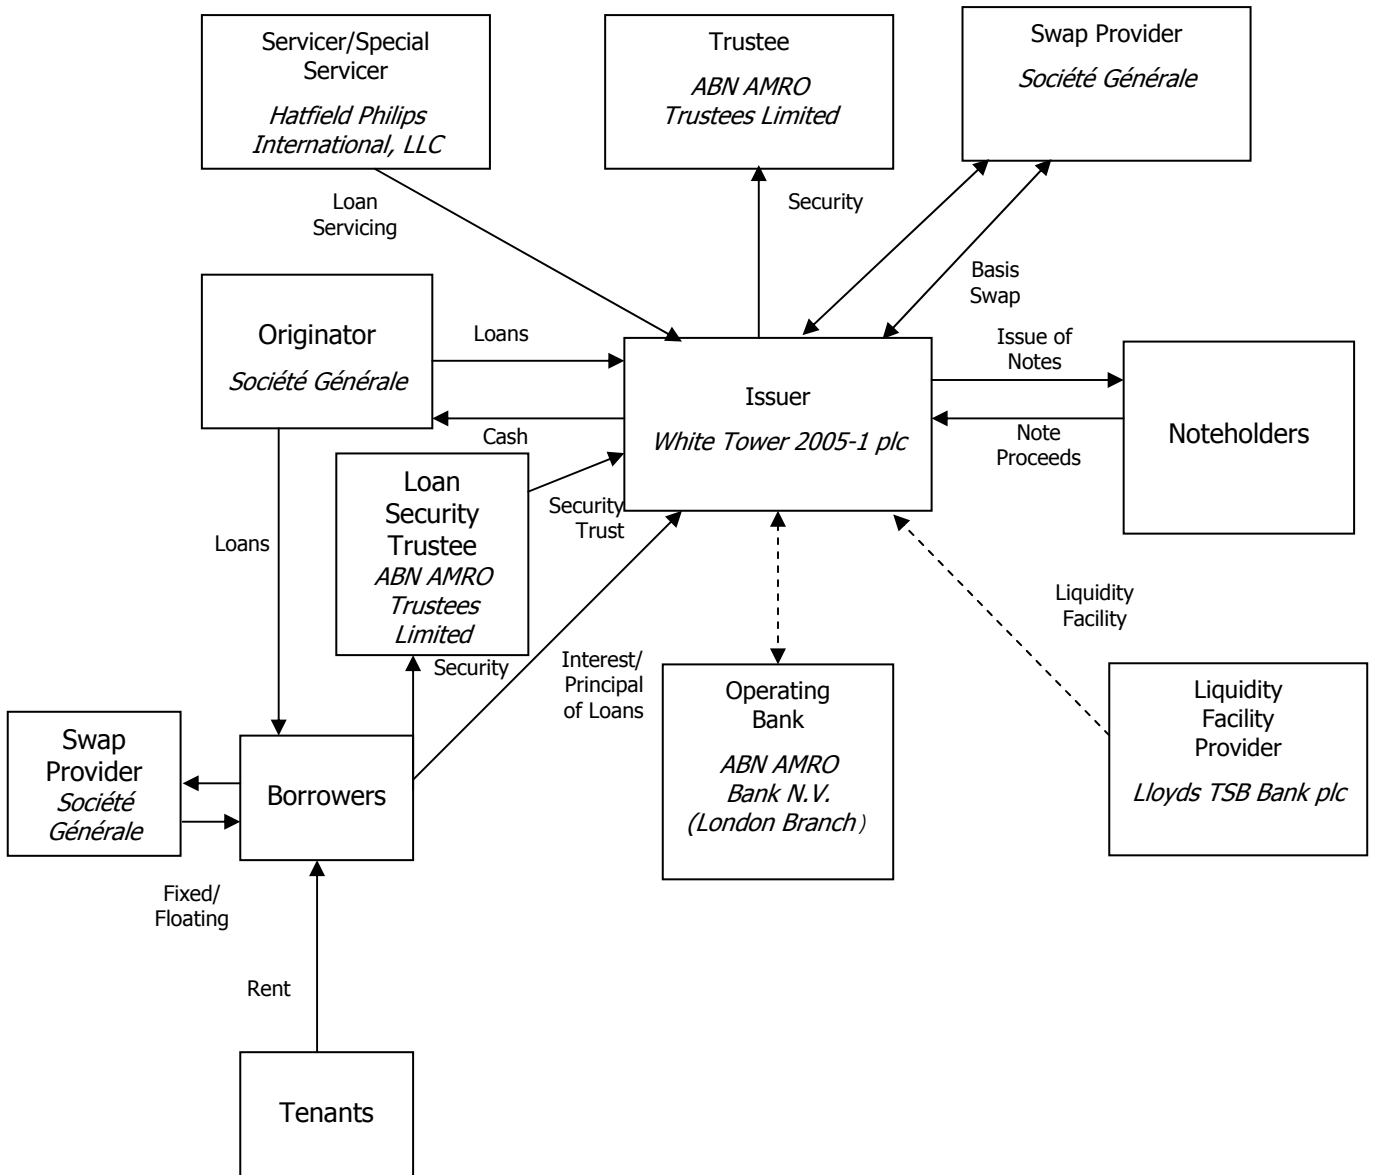 Servicer/Special
Servicer
Hatfield Philips
International, LLC
Trustee
ABN AMRO
Trustees Limited
Swap Provider
Société Générale
Loan
Servicing
Security
Basis
Swap
Originator
Société Générale
Loans
Cash
Issuer
White Tower 2005-1 plc
Issue of
Notes
Note
Proceeds
Noteholders
Loan
Security
Trustee
ABN AMRO
Trustees
Limited
Security
Trust
Loans
Security
Interest/
Principal
of Loans
Liquidity
Facility
Operating
Bank
ABN AMRO
Bank N.V.
(London Branch)
Liquidity
Facility
Provider
Lloyds TSB Bank plc
Swap
Provider
Société
Générale
Borrowers
Fixed/
Floating
Rent
Tenants